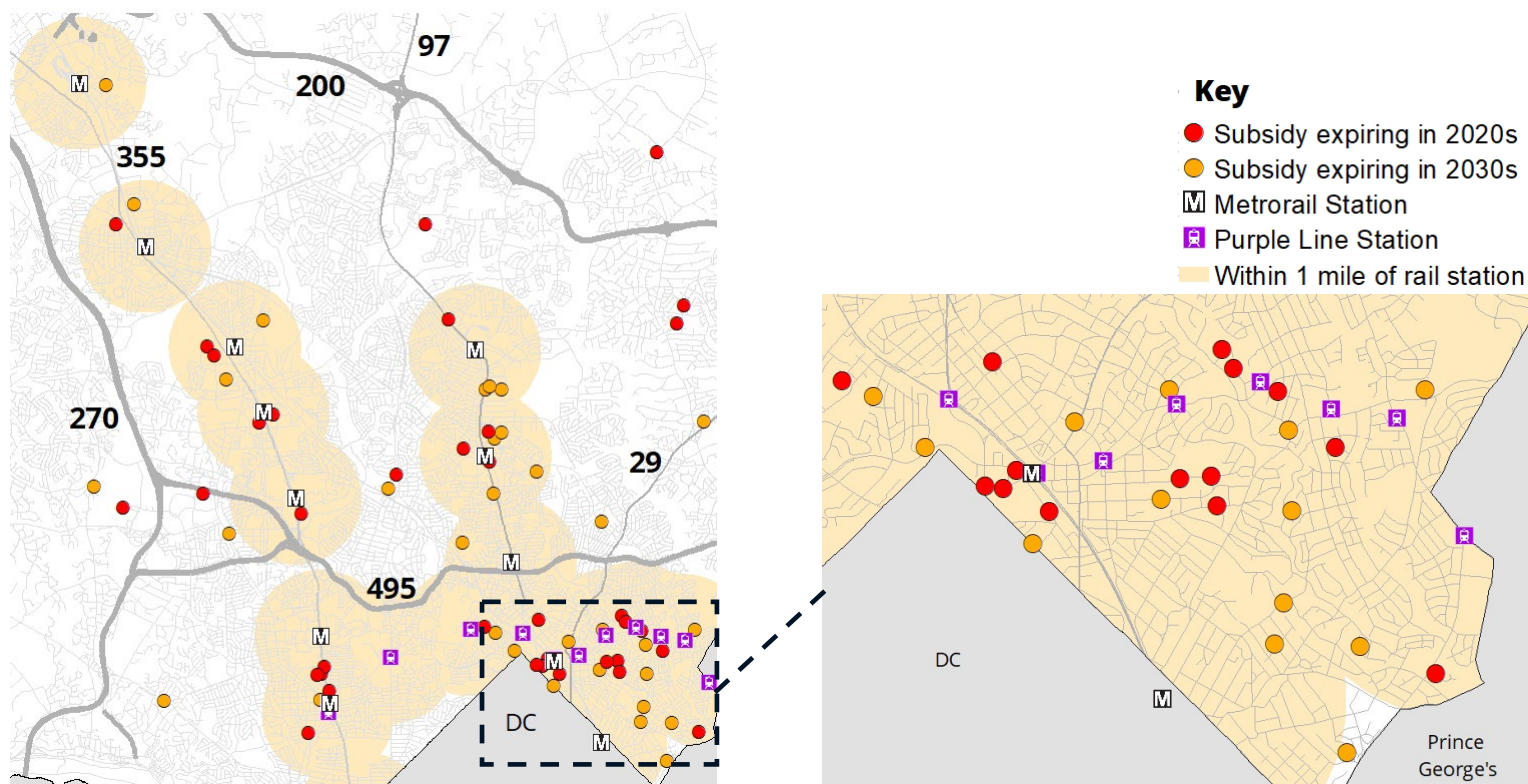 97
200
355
270
29
495
DC
Key
Subsidy expiring in 2020s
Subsidy expiring in 2030s
M Metrorail Station
Purple Line Station
Within 1 mile of rail station
DC
Prince
George's